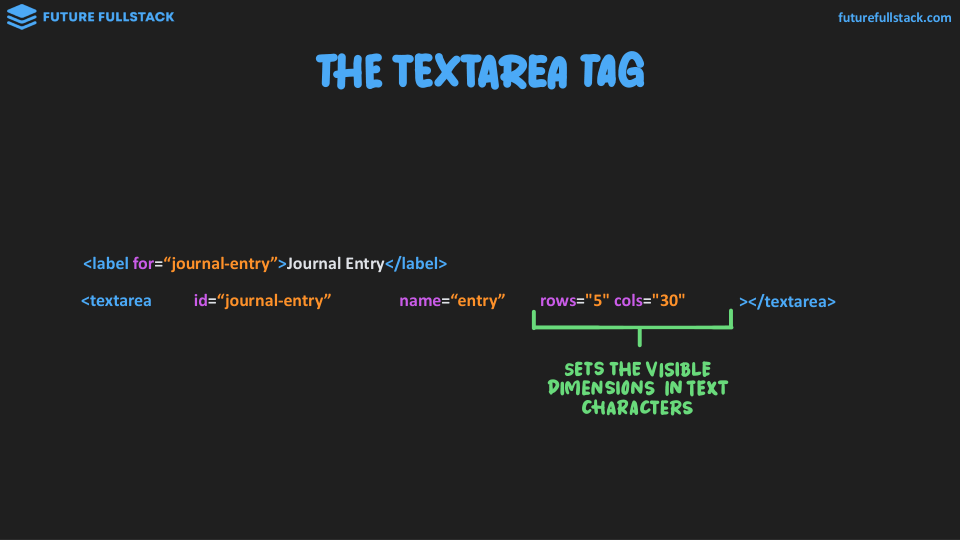 FUTURE FULLSTACK
futurefullstack.com
THE TEXTAREA TAG
<label for=“journal-entry”>Journal Entry</label>
<textarea id=“journal-entry” name=“entry” rows="5" cols="30" ></textarea>
SETS THE VISIBLE
DIMENSIONS IN TEXT
CHARACTERS